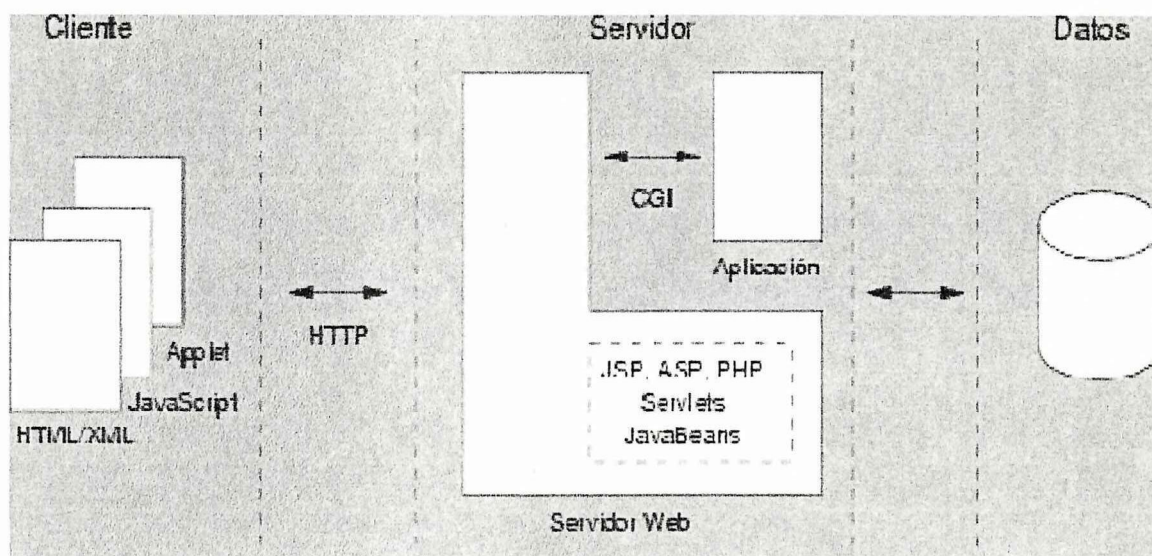 Cliente
Servidor
Datos
CGI
Aplicación
HTTP
Applet
JavaScript
HTML/XML
JSP, ASP, PHP
Servlets
JavaBeans
Servidor Web